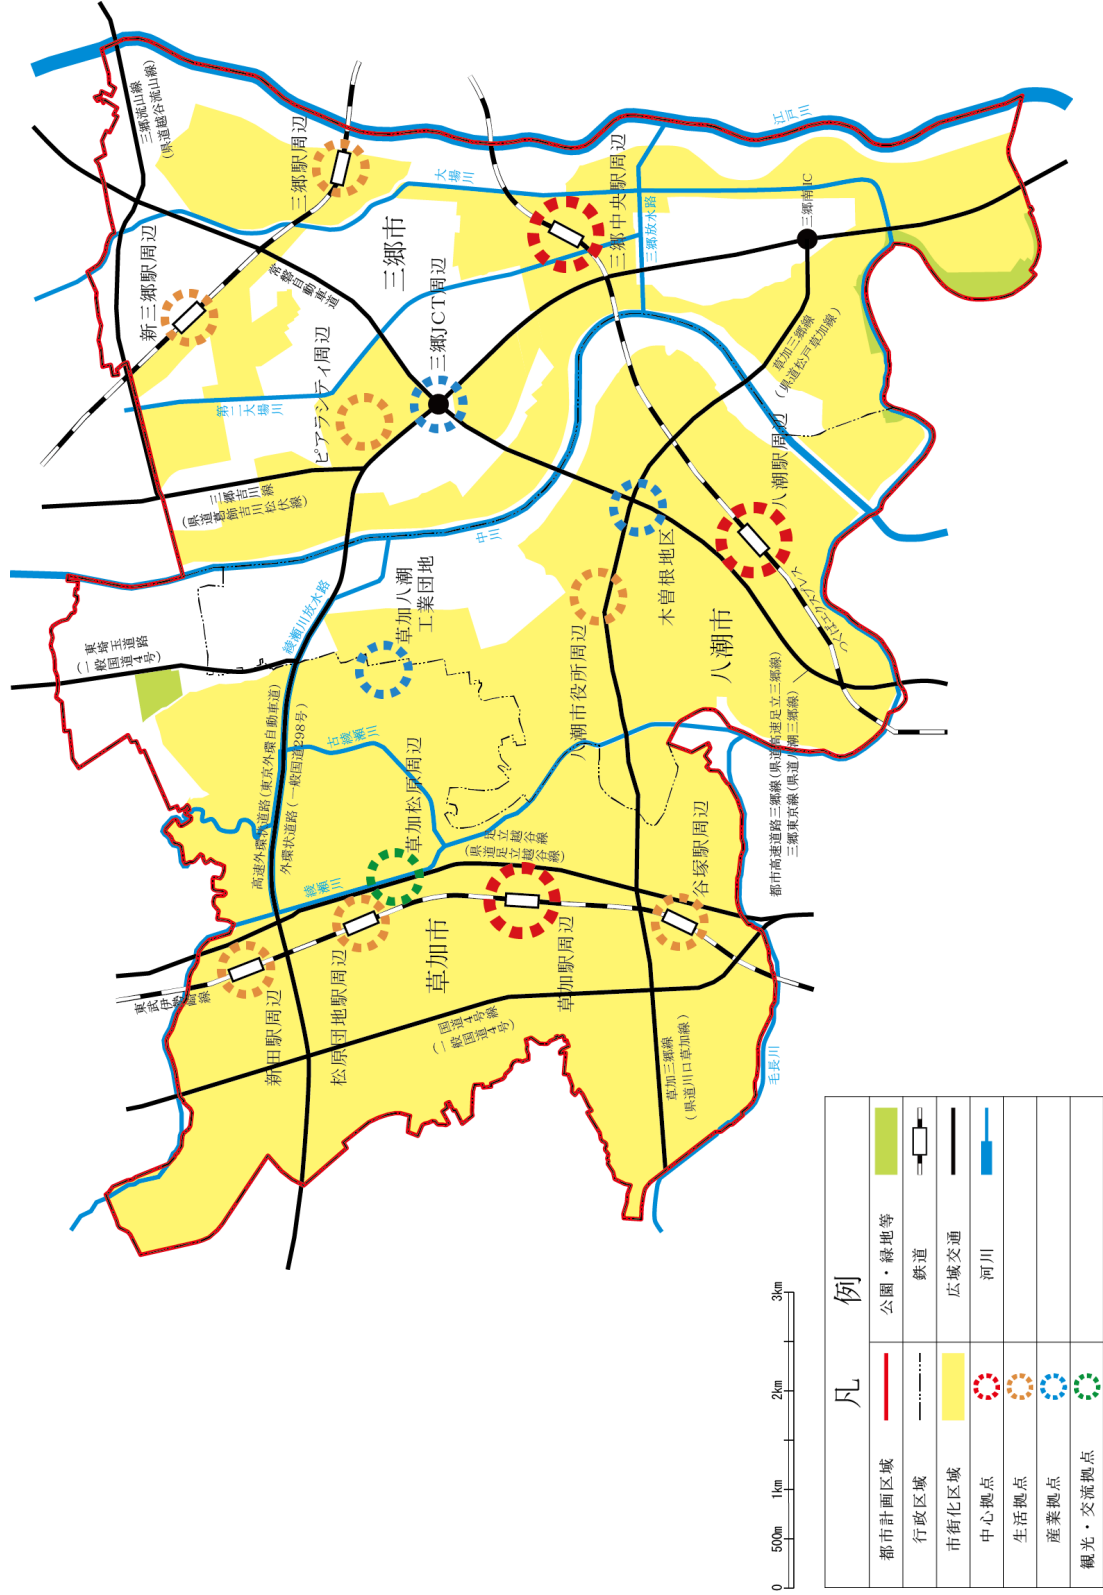 三郷流山線
(県道越谷流山線)
三郷駅周辺
新三郷駅周辺
大場川
江戸川
三郷中央駅周辺
三郷放水路
三郷南IC
三郷市
常磐自動車道
三郷JCT周辺
ピアラシティ周辺
第二大場川
草加三郷線
(県道松戸草加線)
八潮駅周辺
三郷吉川線
(県道葛飾吉川松伏線)
中川
木曽根地区
つくばエクスプレス
八潮市
八潮市役所周辺
草加八潮
工業団地
綾瀬川放水路
東埼玉道路
(一般国道4号)
高速外環状道路(東京外環自動車道)
外環状道路(一般国道298号)
古綾瀬川
草加松原周辺
足立越谷線
(県道足立越谷線)
都市高速道路三郷線(県道高速足立三郷線)
三郷東京線(県道八潮三郷線)
谷塚駅周辺
綾瀬川
草加市
草加駅周辺
松原団地駅周辺
新田駅周辺
東武伊勢崎線
国道4号線
(一般国道4号)
草加三郷線
(県道川口草加線)
毛長川
0 500m 1km 2km 3km
凡 例
都市計画区域 公園・緑地等
行政区域 鉄道
市街化区域 広域交通
中心拠点 河川
生活拠点
産業拠点
観光・交流拠点